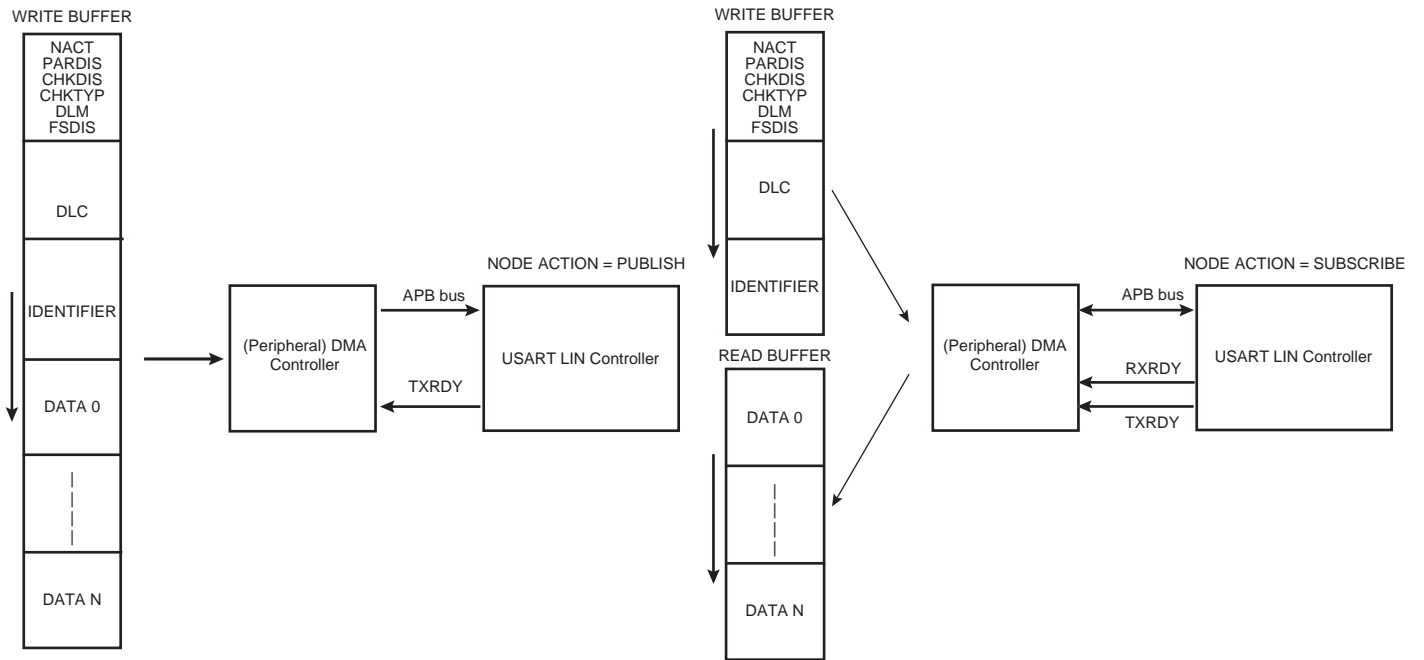 WRITE BUFFER
NACT
PARDIS
CHKDIS
CHKTYP
DLM
FSDIS
DLC
IDENTIFIER
DATA 0
DATA N
(Peripheral) DMA
Controller
APB bus
TXRDY
NODE ACTION = PUBLISH
USART LIN Controller
WRITE BUFFER
NACT
PARDIS
CHKDIS
CHKTYP
DLM
FSDIS
DLC
IDENTIFIER
READ BUFFER
DATA 0
DATA N
(Peripheral) DMA
Controller
APB bus
RXRDY
TXRDY
NODE ACTION = SUBSCRIBE
USART LIN Controller